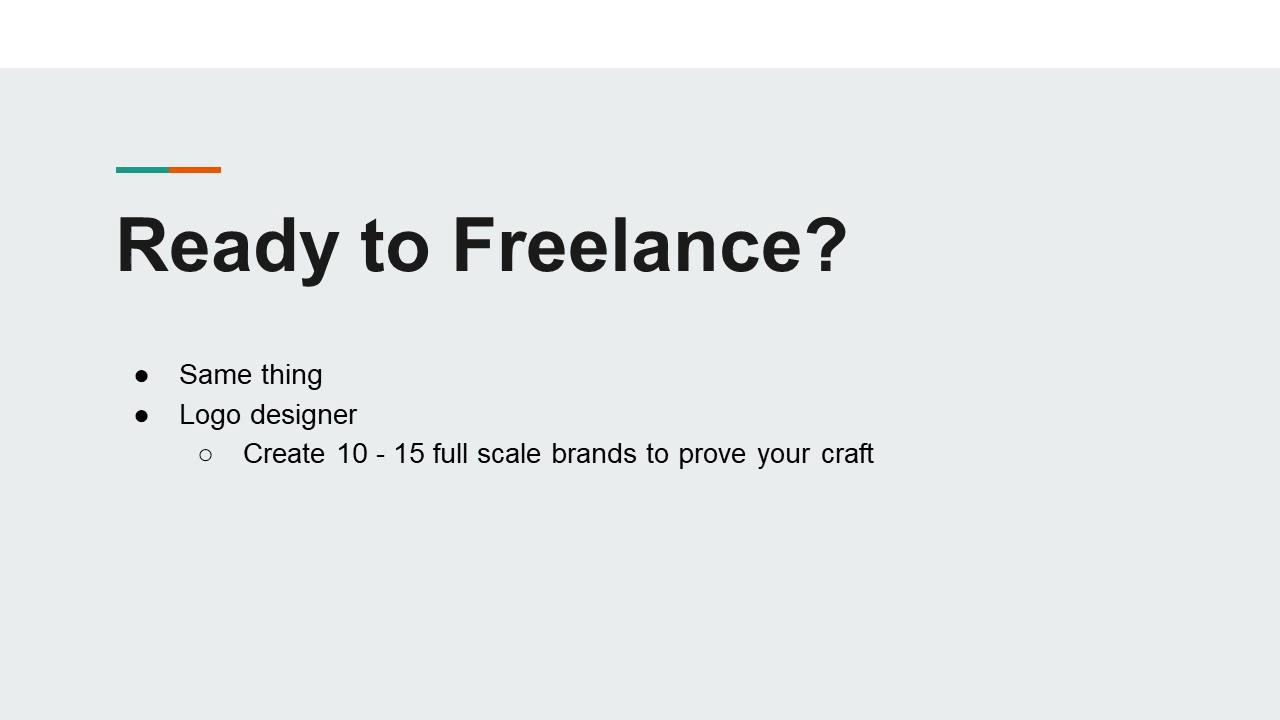 Ready to Freelance?
● Same thing
● Logo designer
○ Create 10 - 15 full scale brands to prove your craft